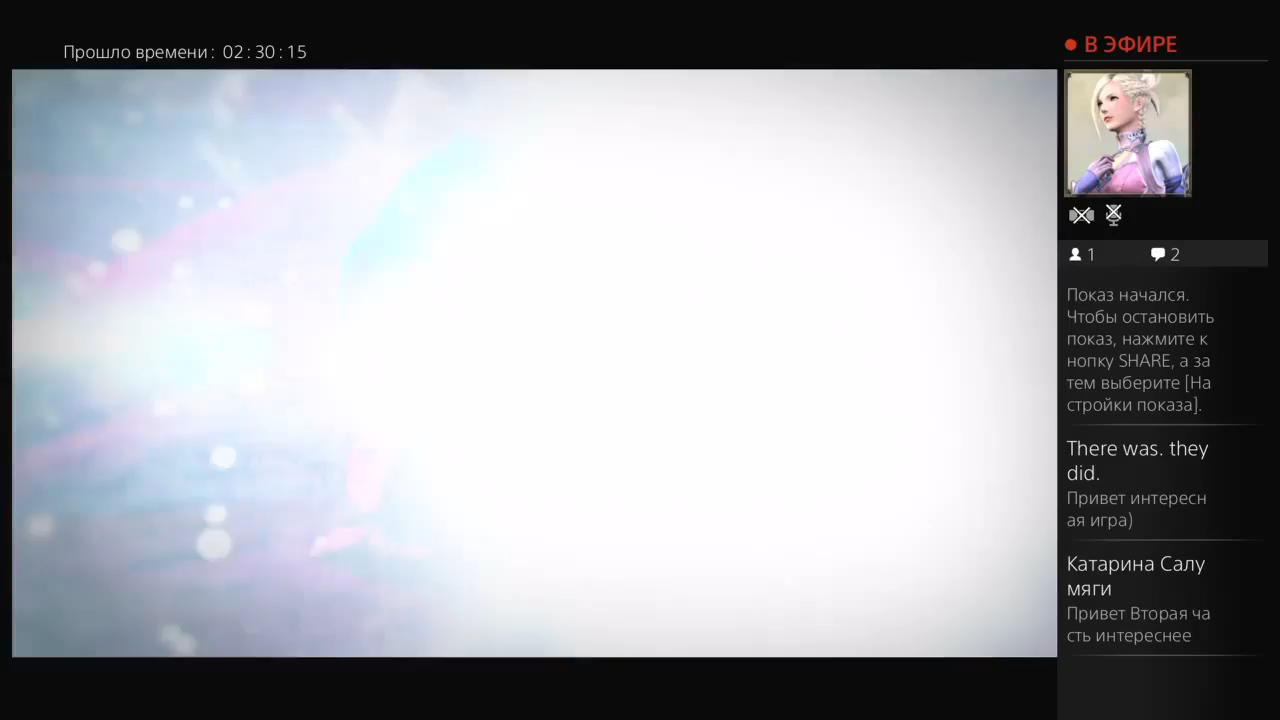 Прошло времени: 02:30:15
В ЭФИРЕ
1
2
Показ начался.
Чтобы остановить
показ, нажмите к
нопку SHARE, а за
тем выберите [На
стройки показа].
There was. they
did.
Привет интересн
ая игра)
Катарина Салу
мяги
Привет Вторая ча
сть интереснее